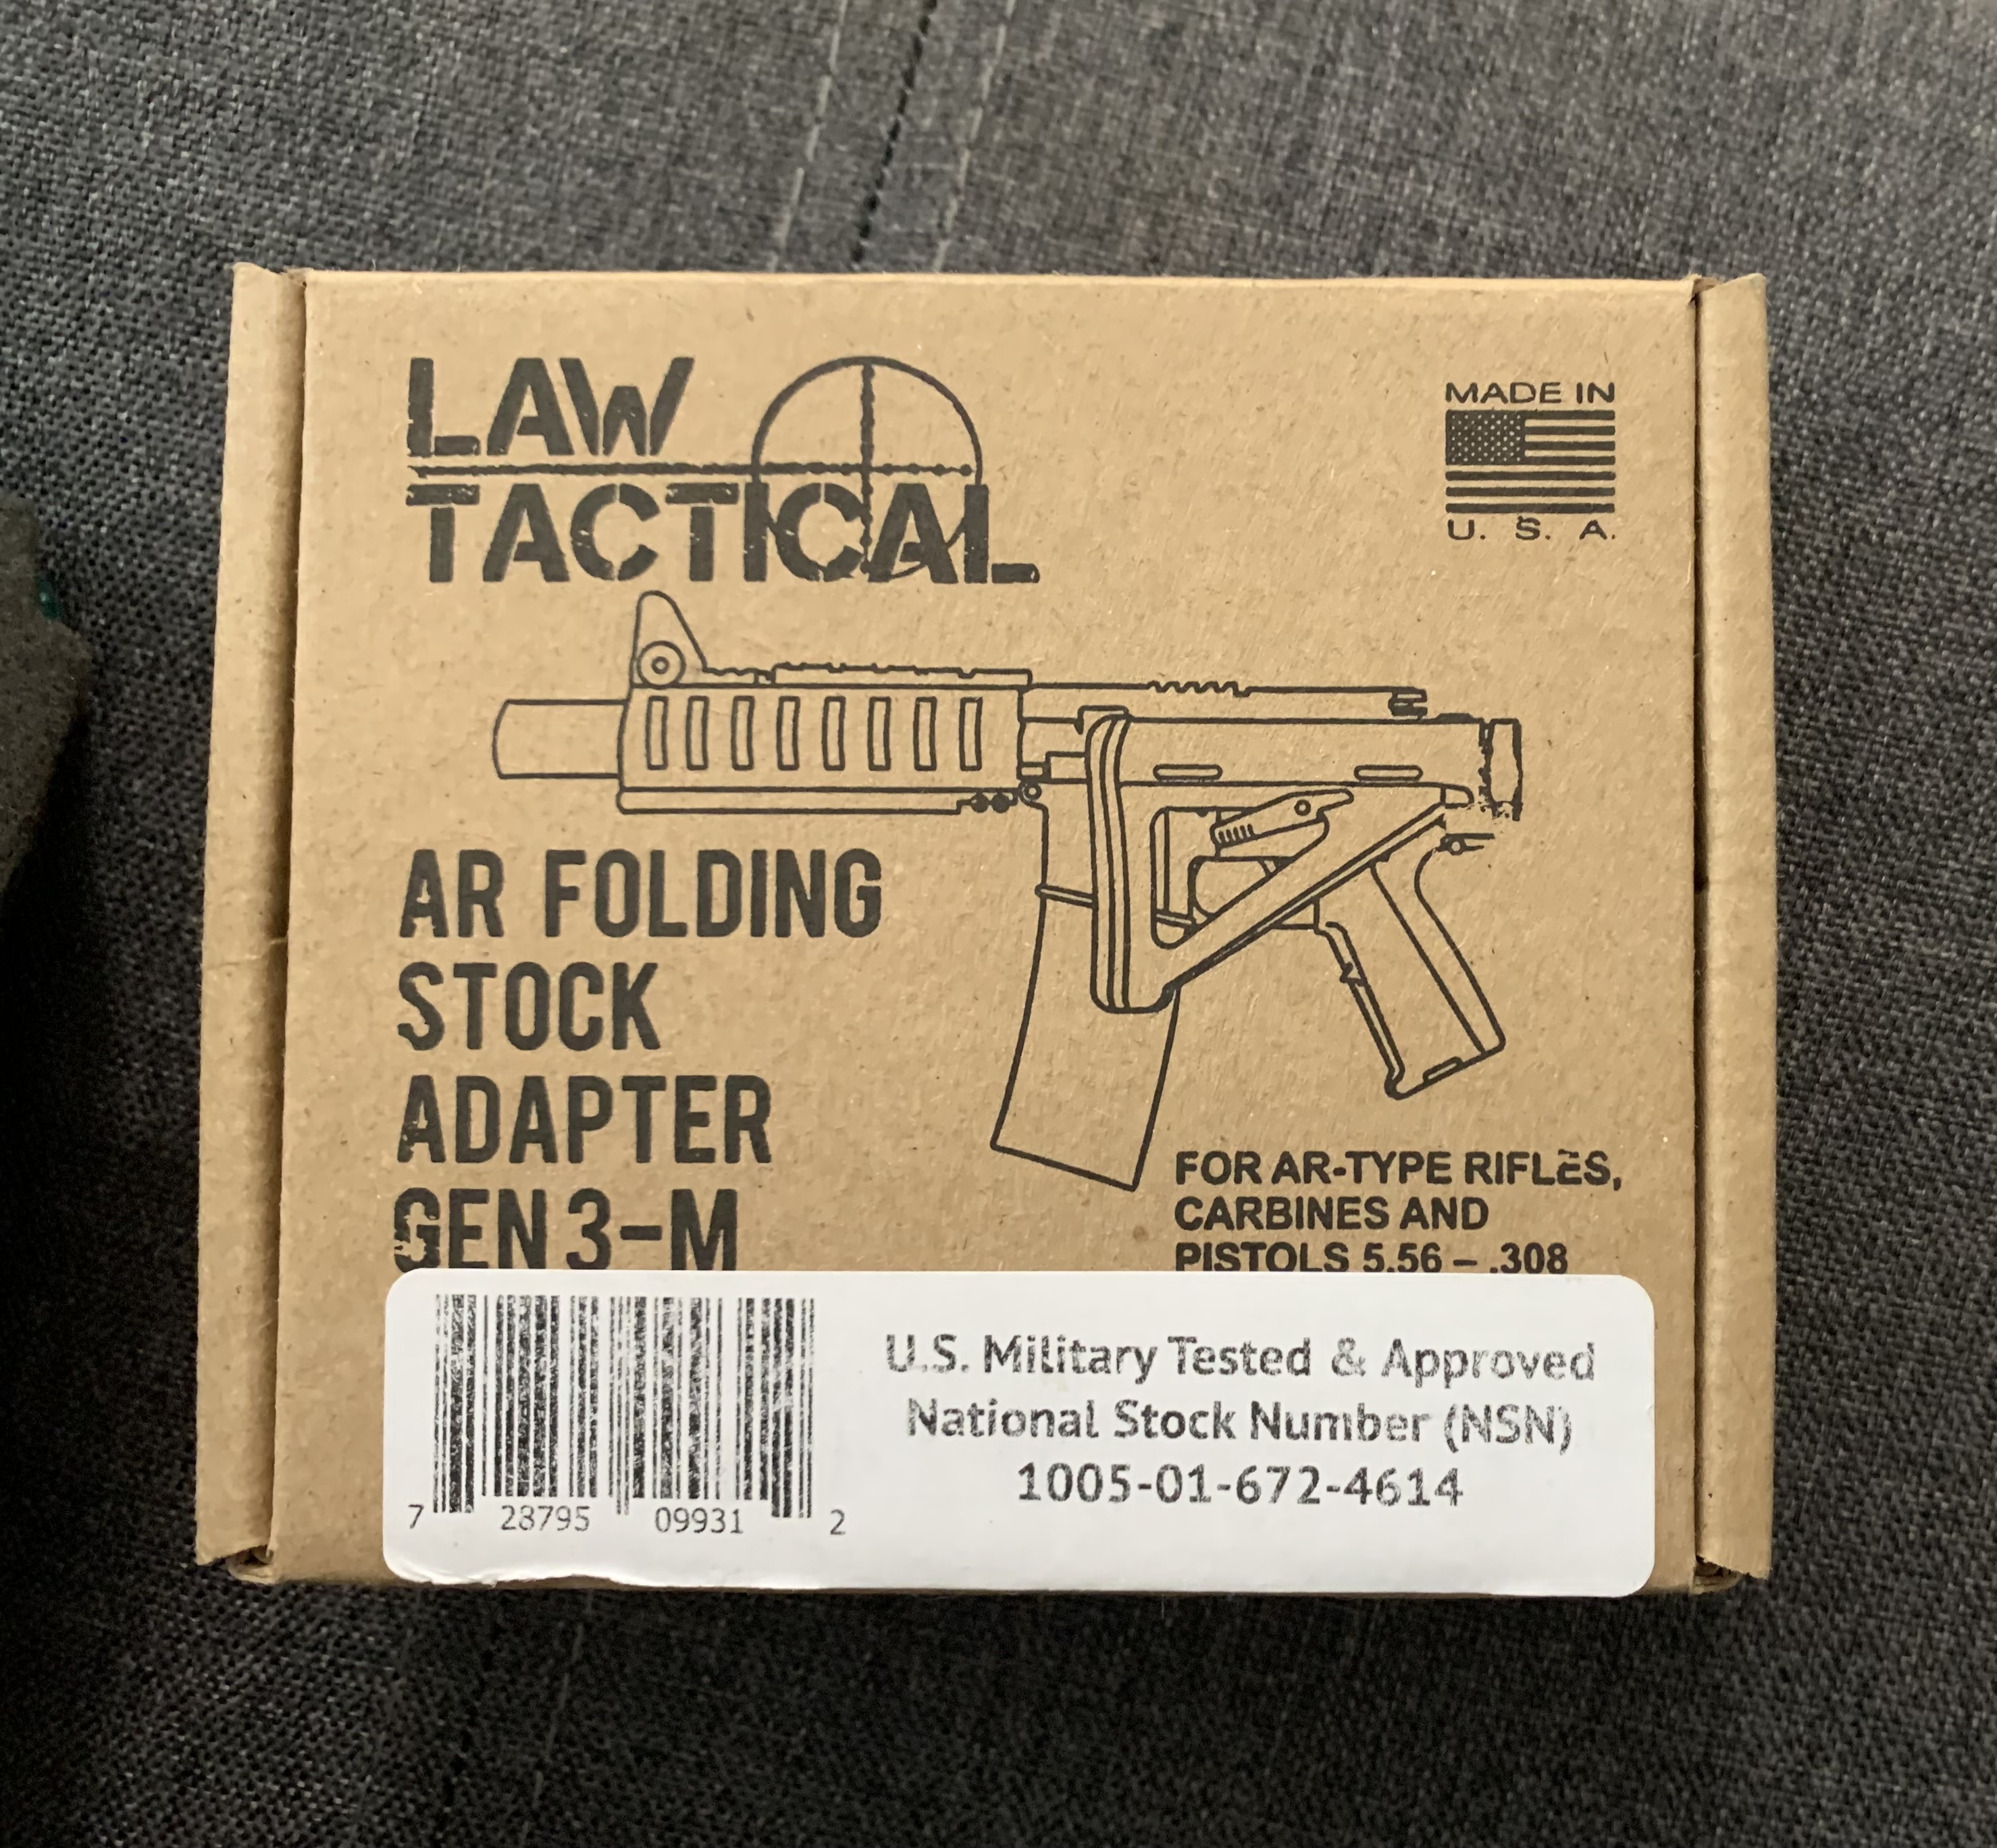 LAW
TACTICAL
MADE IN
U. S. A.
AR FOLDING
STOCK
ADAPTER
GEN 3-M
FOR AR-TYPE RIFLES,
CARBINES AND
PISTOLS 5.56 – .308
U.S. Military Tested & Approved
National Stock Number (NSN)
1005-01-672-4614
7 28795 09931 2